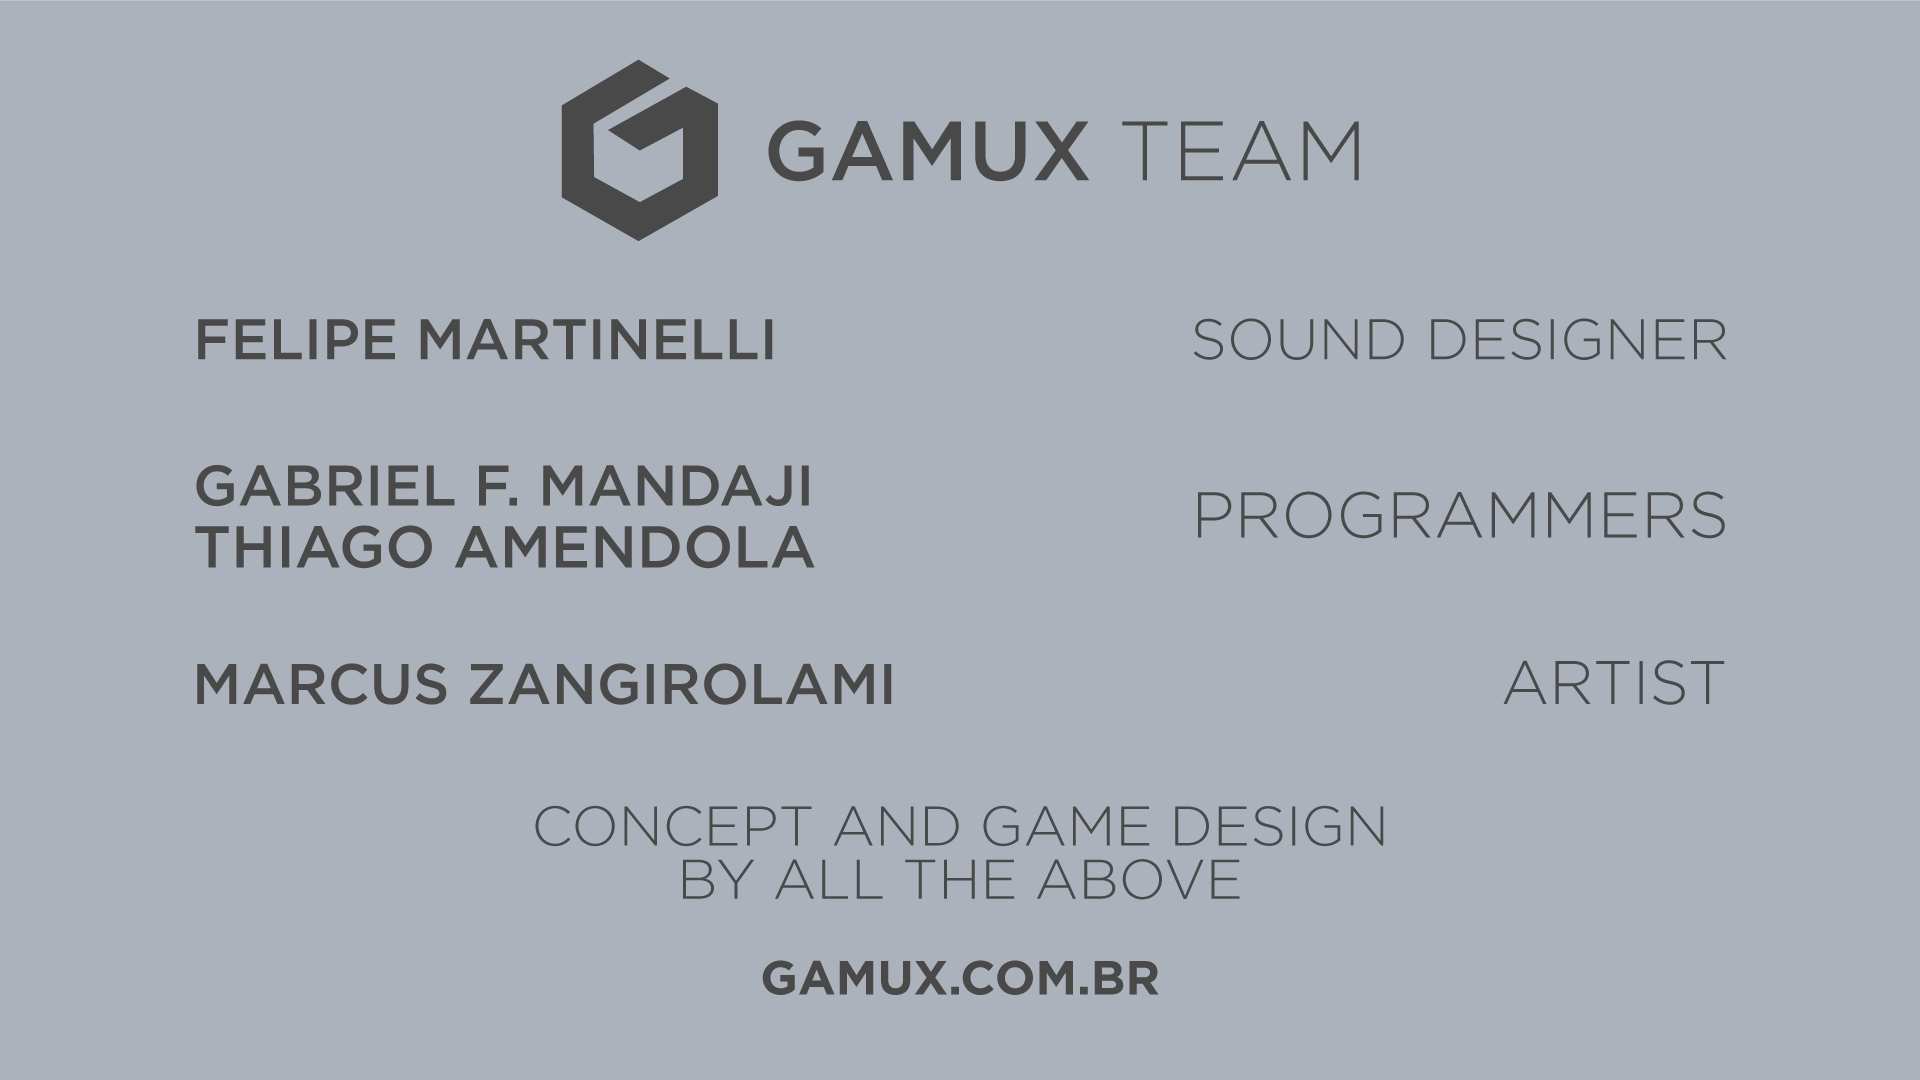 GAMUX TEAM
FELIPE MARTINELLI SOUND DESIGNER
GABRIEL F. MANDAJI
THIAGO AMENDOLA
PROGRAMMERS
MARCUS ZANGIROLAMI ARTIST
CONCEPT AND GAME DESIGN
BY ALL THE ABOVE
GAMUX.COM.BR